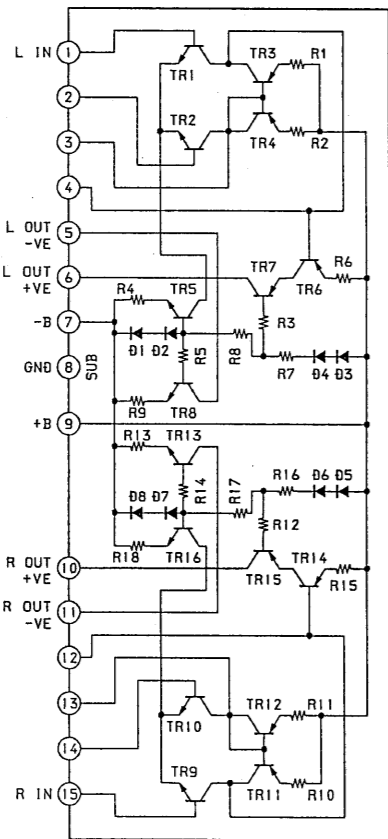 L IN 1
TR1
TR3
R1
2
TR2
TR4
R2
3
4
L OUT
-VE 5
L OUT
+VE 6
R4
TR5
TR7
TR6
R6
-B 7
D1
D2
R5
R8
R3
R7
D4
D3
GND 8
SUB
R9
TR8
+B 9
R13
TR13
R14
R17
R16
D6
D5
D8
D7
R12
R18
TR16
TR15
TR14
R15
R OUT
+VE 10
R OUT
-VE 11
12
13
TR10
TR12
R11
14
TR9
TR11
R10
R IN 15